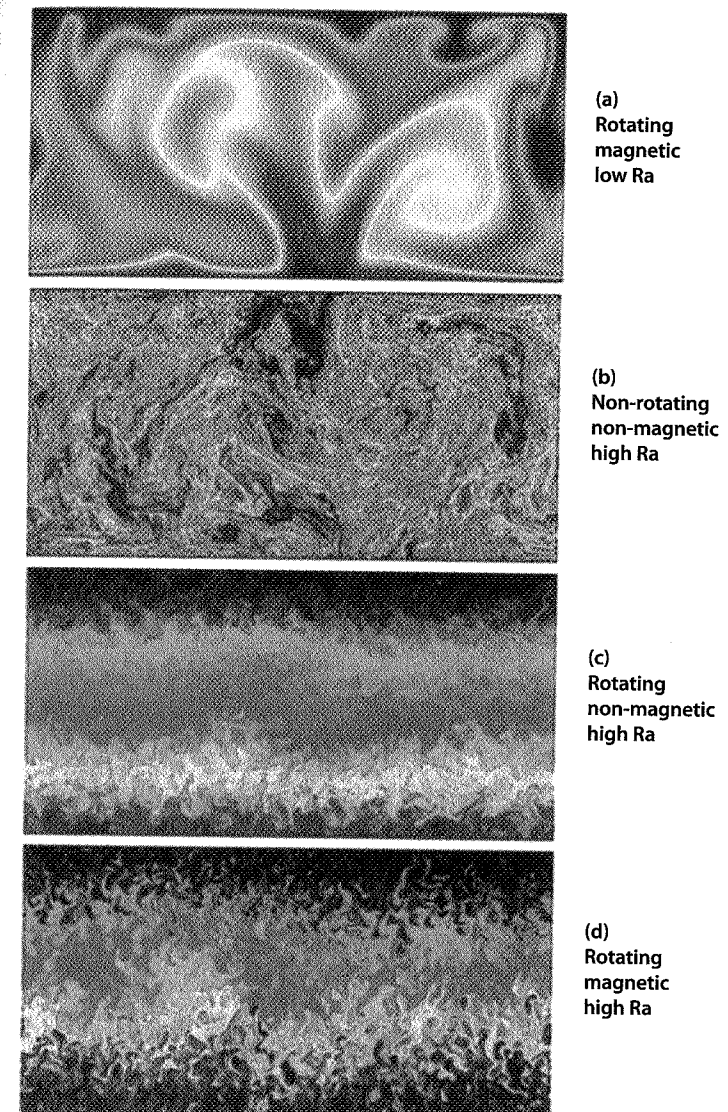 (a)
Rotating
magnetic
low Ra
(b)
Non-rotating
non-magnetic
high Ra
(c)
Rotating
non-magnetic
high Ra
(d)
Rotating
magnetic
high Ra